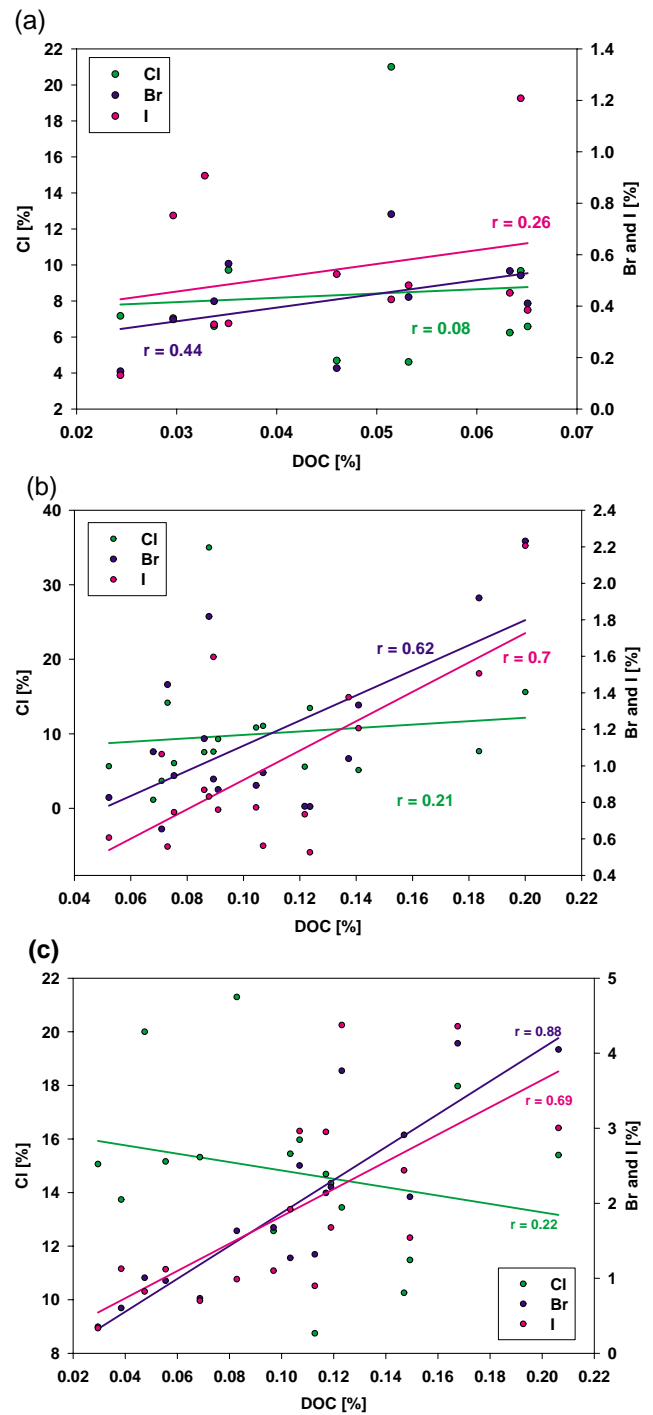 (a)
22
20
18
16
14
12
10
8
6
4
2
Cl [%]
1.4
1.2
1.0
0.8
0.6
0.4
0.2
0.0
Br and I [%]
Cl
Br
I
r = 0.26
r = 0.08
r = 0.44
0.02 0.03 0.04 0.05 0.06 0.07
DOC [%]
(b)
40
30
20
10
0
Cl [%]
2.4
2.2
2.0
1.8
1.6
1.4
1.2
1.0
0.8
0.6
0.4
Br and I [%]
Cl
Br
I
r = 0.62
r = 0.7
r = 0.21
0.04 0.06 0.08 0.10 0.12 0.14 0.16 0.18 0.20 0.22
DOC [%]
(c)
22
20
18
16
14
12
10
8
Cl [%]
5
4
3
2
1
0
Br and I [%]
r = 0.88
r = 0.69
r = 0.22
Cl
Br
I
0.02 0.04 0.06 0.08 0.10 0.12 0.14 0.16 0.18 0.20 0.22
DOC [%]